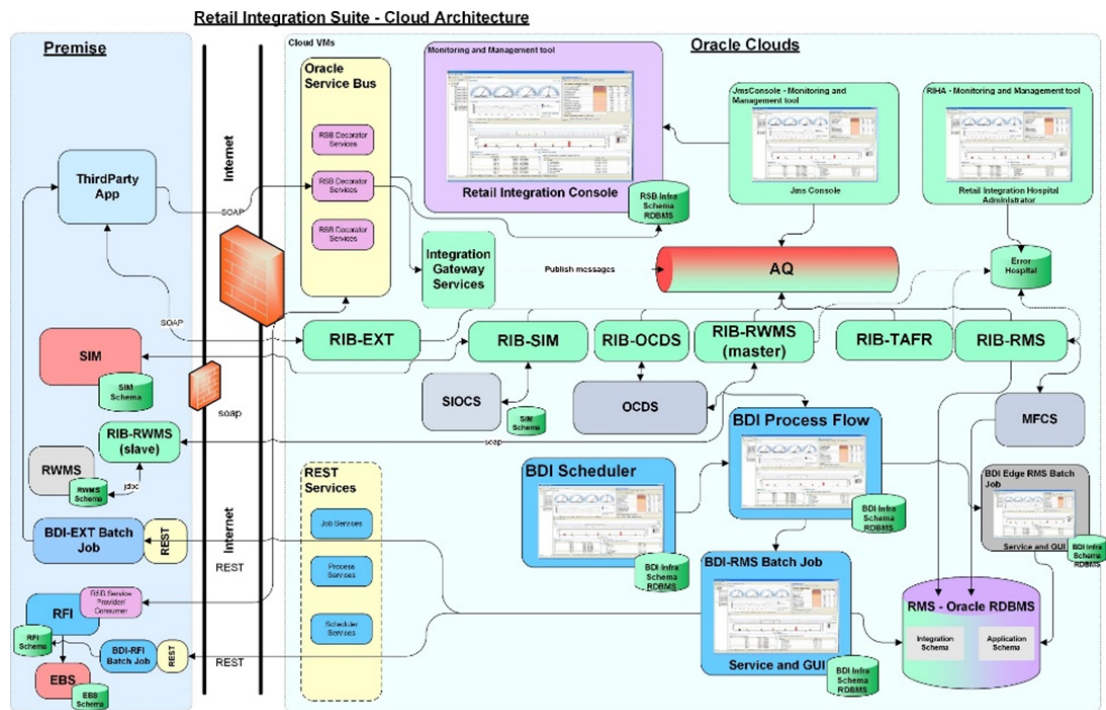 Retail Integration Suite - Cloud Architecture
Premise
Cloud VMs
Oracle Clouds
Internet
Oracle
Service Bus
RSB Decorator
Services
RSB Decorator
Services
RSB Decorator
Services
Monitoring and Management tool
Retail Integration Console
RSB Infra
Schema
RDBMS
JmsConsole - Monitoring and
Management tool
Jms Console
RIHA - Monitoring and Management tool
Retail Integration Hospital
Administrator
ThirdParty
App
SOAP
SOAP
Integration
Gateway
Services
Publish messages
AQ
Error
Hospital
RIB-EXT
RIB-SIM
RIB-OCDS
RIB-RWMS
(master)
RIB-TAFR
RIB-RMS
SIM
SIM
Schema
soap
SIOCS
SIM
Schema
OCDS
MFCS
RIB-RWMS
(slave)
soap
RWMS
RWMS
Schema
jdbc
BDI Process Flow
BDI Infra
Schema
RDBMS
BDI Scheduler
BDI Infra
Schema
RDBMS
BDI Edge RMS Batch
Job
Service and GUI
BDI Infra
Schema
RDBMS
REST
Services
Job Services
Process
Services
Scheduler
Services
BDI-EXT Batch
Job
REST
Internet
REST
BDI-RMS Batch Job
Service and GUI
BDI Infra
Schema
RDBMS
RMS - Oracle RDBMS
Integration
Schema
Application
Schema
RSB Service
Provider/
Consumer
RFI
RFI
Schema
BDI-RFI
Batch Job
REST
REST
EBS
EBS
Schema